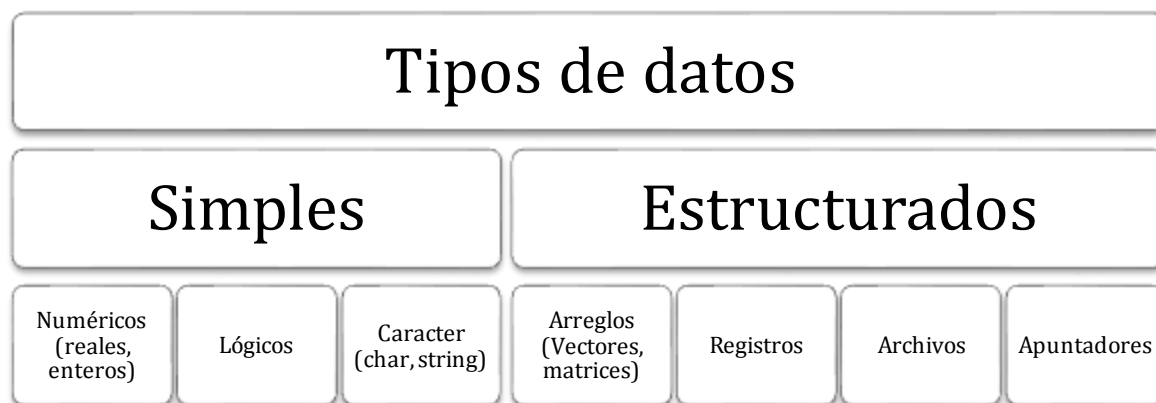 Tipos de datos
Simples
Estructurados
Numéricos
(reales,
enteros)
Lógicos
Caracter
(char, string)
Arreglos
(Vectores,
matrices)
Registros
Archivos
Apuntadores